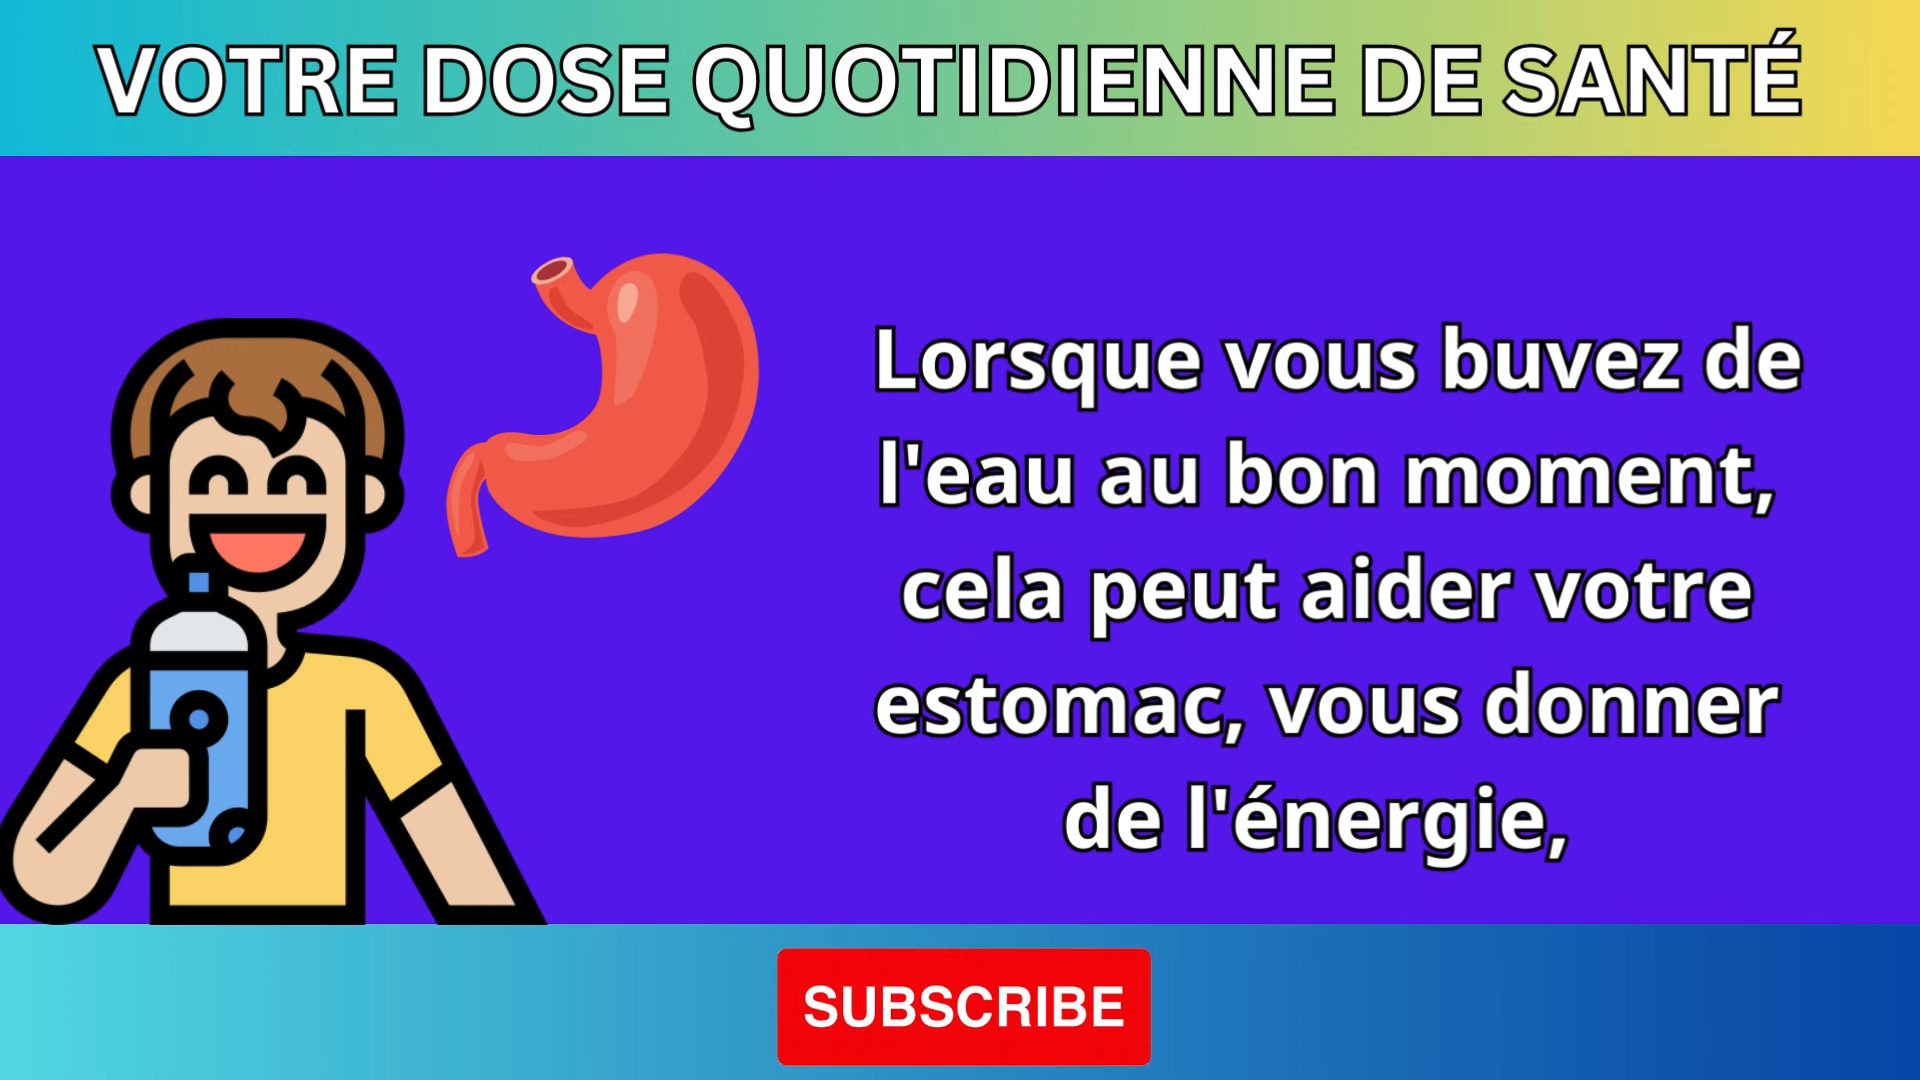 VOTRE DOSE QUOTIDIENNE DE SANTÉ
Lorsque vous buvez de
l'eau au bon moment,
cela peut aider votre
estomac, vous donner
de l'énergie,
SUBSCRIBE